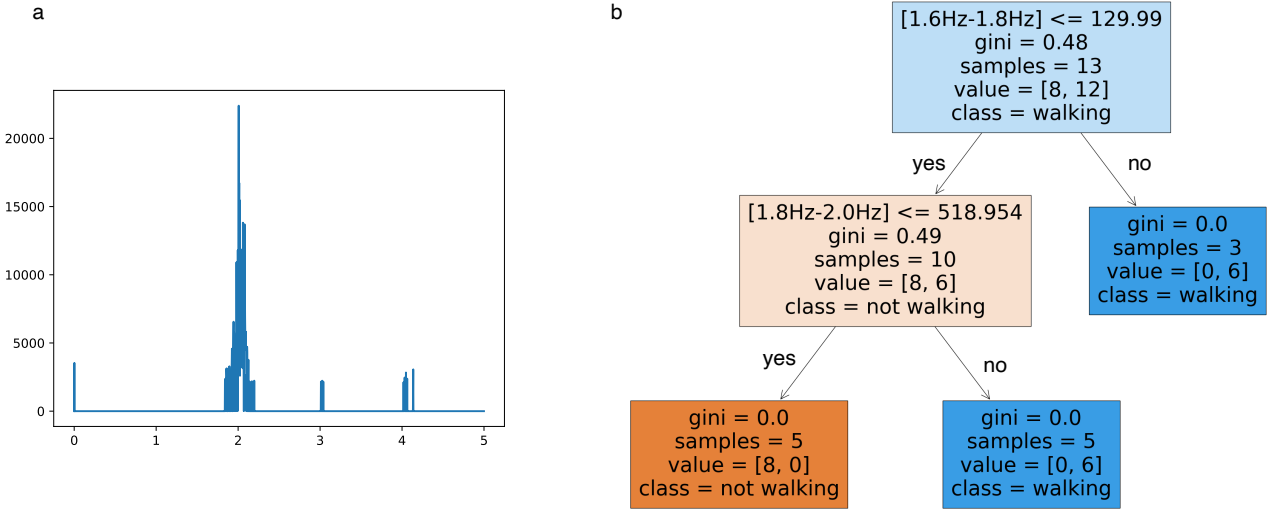 a
20000
15000
10000
5000
0
0 1 2 3 4 5
b
[1.6Hz-1.8Hz] <= 129.99
gini = 0.48
samples = 13
value = [8, 12]
class = walking
yes
no
[1.8Hz-2.0Hz] <= 518.954
gini = 0.49
samples = 10
value = [8, 6]
class = not walking
gini = 0.0
samples = 3
value = [0, 6]
class = walking
yes
no
gini = 0.0
samples = 5
value = [8, 0]
class = not walking
gini = 0.0
samples = 5
value = [0, 6]
class = walking